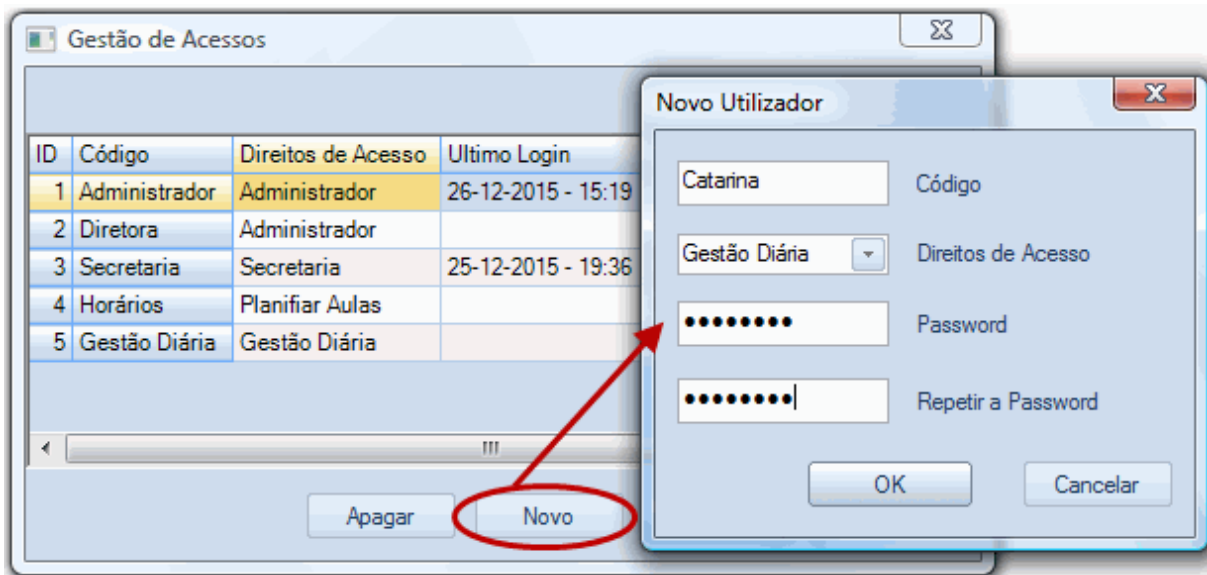 Gestão de Acessos
ID Código Direitos de Acesso Ultimo Login
1 Administrador Administrador 26-12-2015 - 15:19
2 Diretora Administrador
3 Secretaria Secretaria 25-12-2015 - 19:36
4 Horários Planifiar Aulas
5 Gestão Diária Gestão Diária
Apagar Novo
Novo Utilizador
Catarina Código
Gestão Diária Direitos de Acesso
•••••••• Password
•••••••• Repetir a Password
OK Cancelar